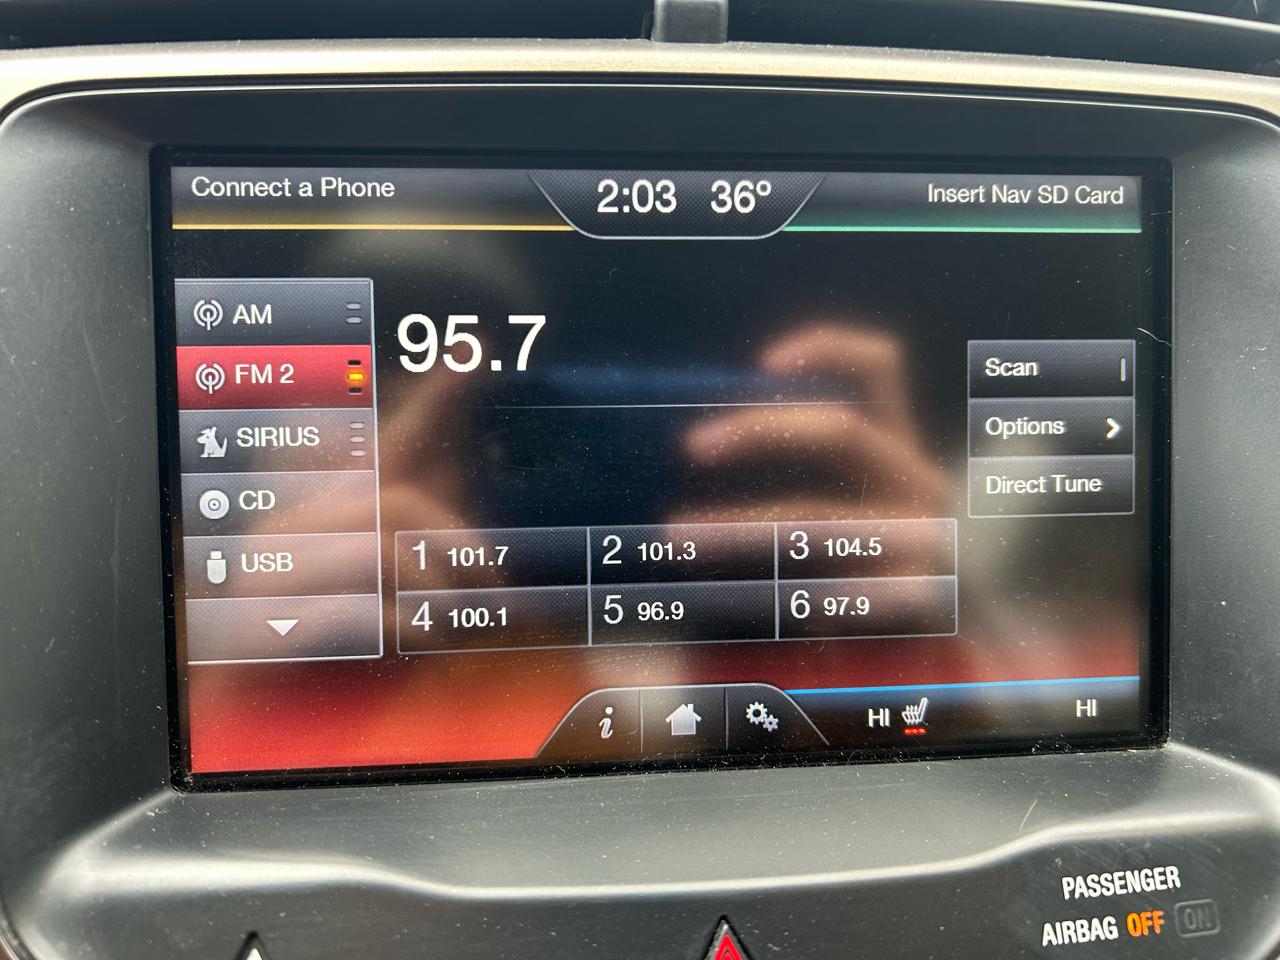 Connect a Phone
2:03 36°
Insert Nav SD Card
AM
FM 2
SIRIUS
CD
USB
95.7
Scan
Options
Direct Tune
1 101.7
2 101.3
3 104.5
4 100.1
5 96.9
6 97.9
i
HI
HI
PASSENGER
AIRBAG OFF ON